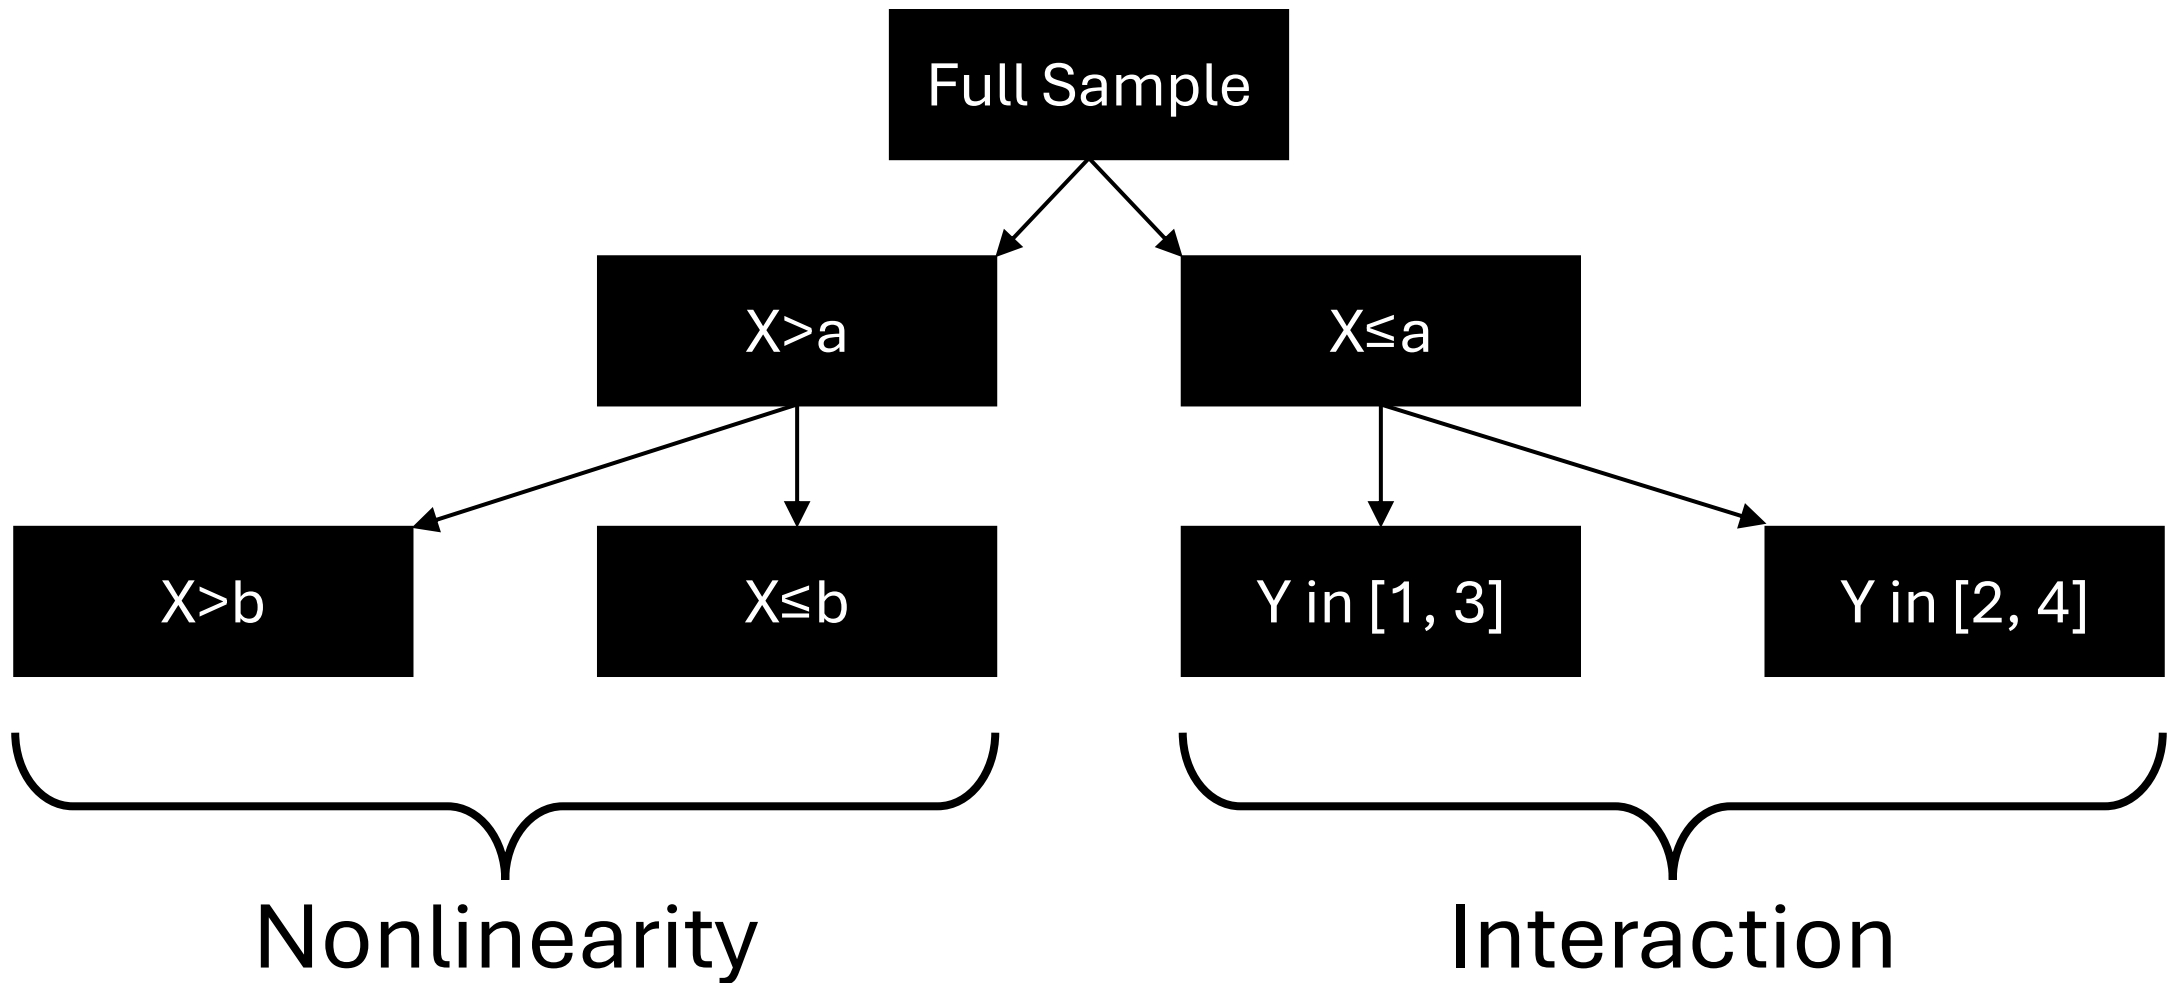 Full Sample
X>a
X≤a
X>b
X≤b
Y in [1, 3]
Y in [2, 4]
Nonlinearity
Interaction